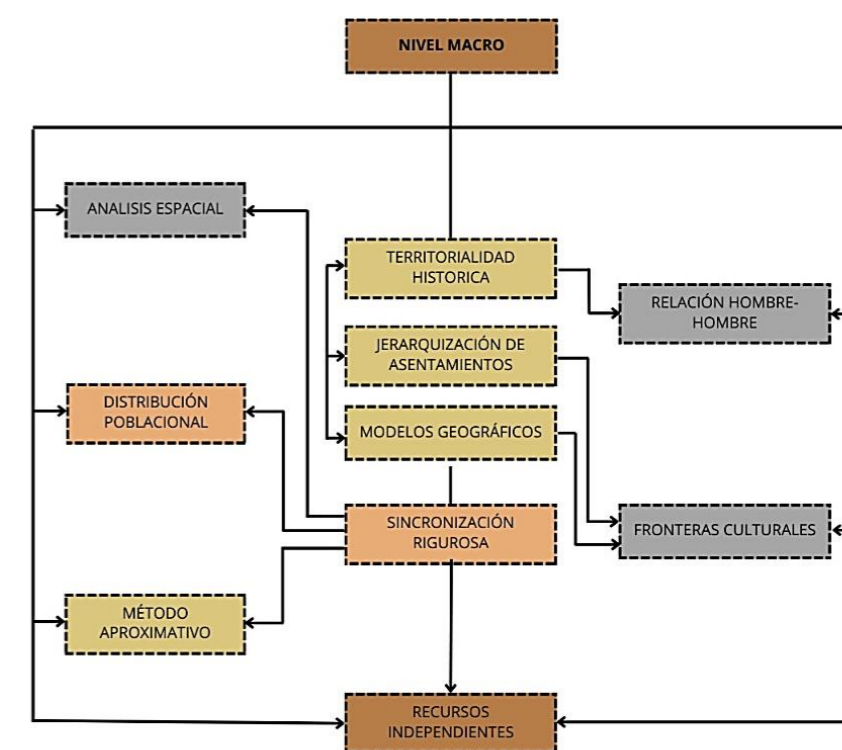 NIVEL MACRO
ANALISIS ESPACIAL
TERRITORIALIDAD
HISTORICA
RELACIÓN HOMBRE-
HOMBRE
JERARQUIZACIÓN DE
ASENTAMIENTOS
DISTRIBUCIÓN
POBLACIONAL
MODELOS GEOGRÁFICOS
SINCRONIZACIÓN
RIGUROSA
FRONTERAS CULTURALES
MÉTODO
APROXIMATIVO
RECURSOS
INDEPENDIENTES